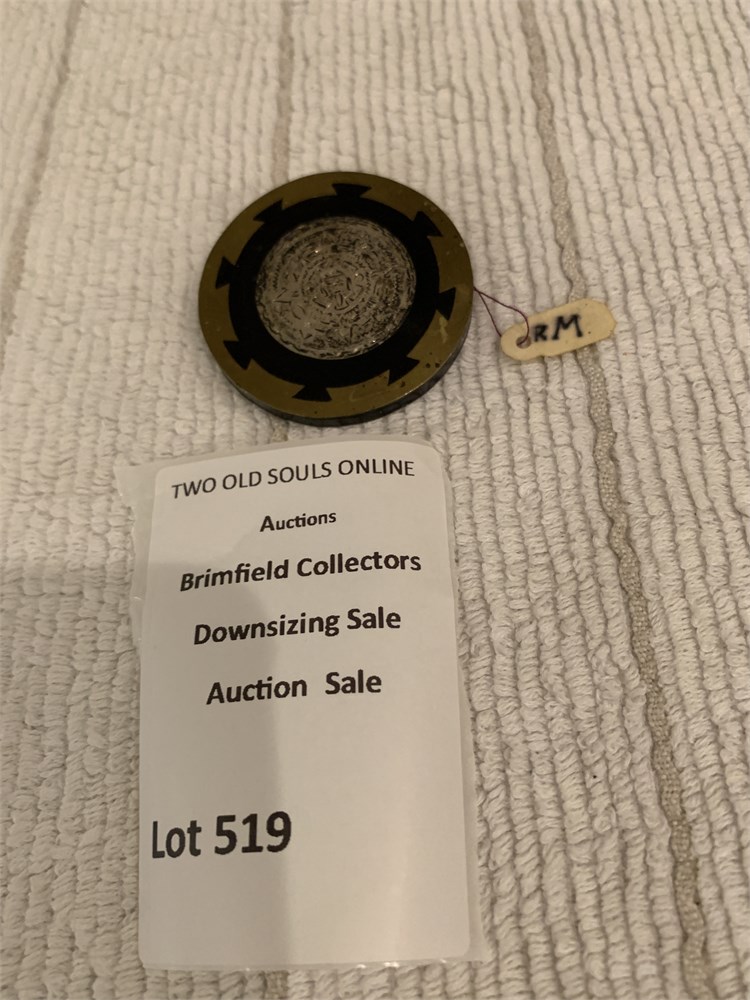 RM
TWO OLD SOULS ONLINE
Auctions
Brimfield Collectors
Downsizing Sale
Auction Sale
Lot 519